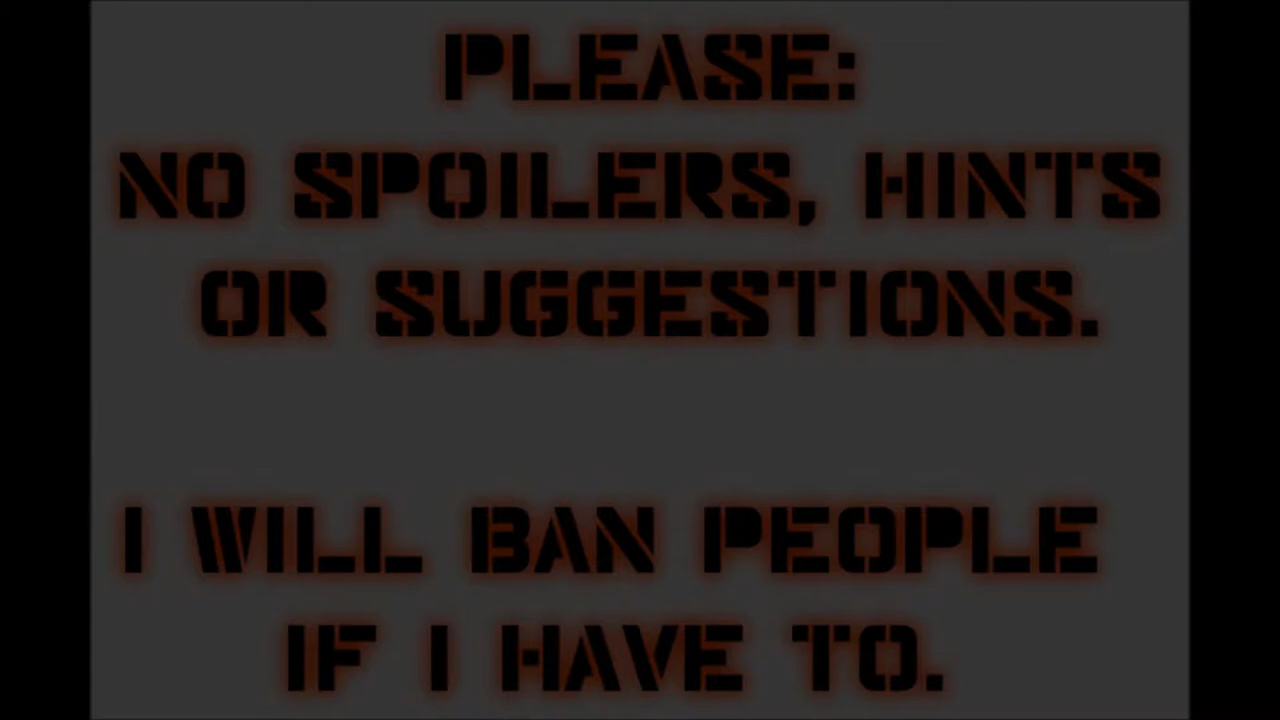 PLEASE:
NO SPOILERS, HINTS
OR SUGGESTIONS.
I WILL BAN PEOPLE
IF I HAVE TO.